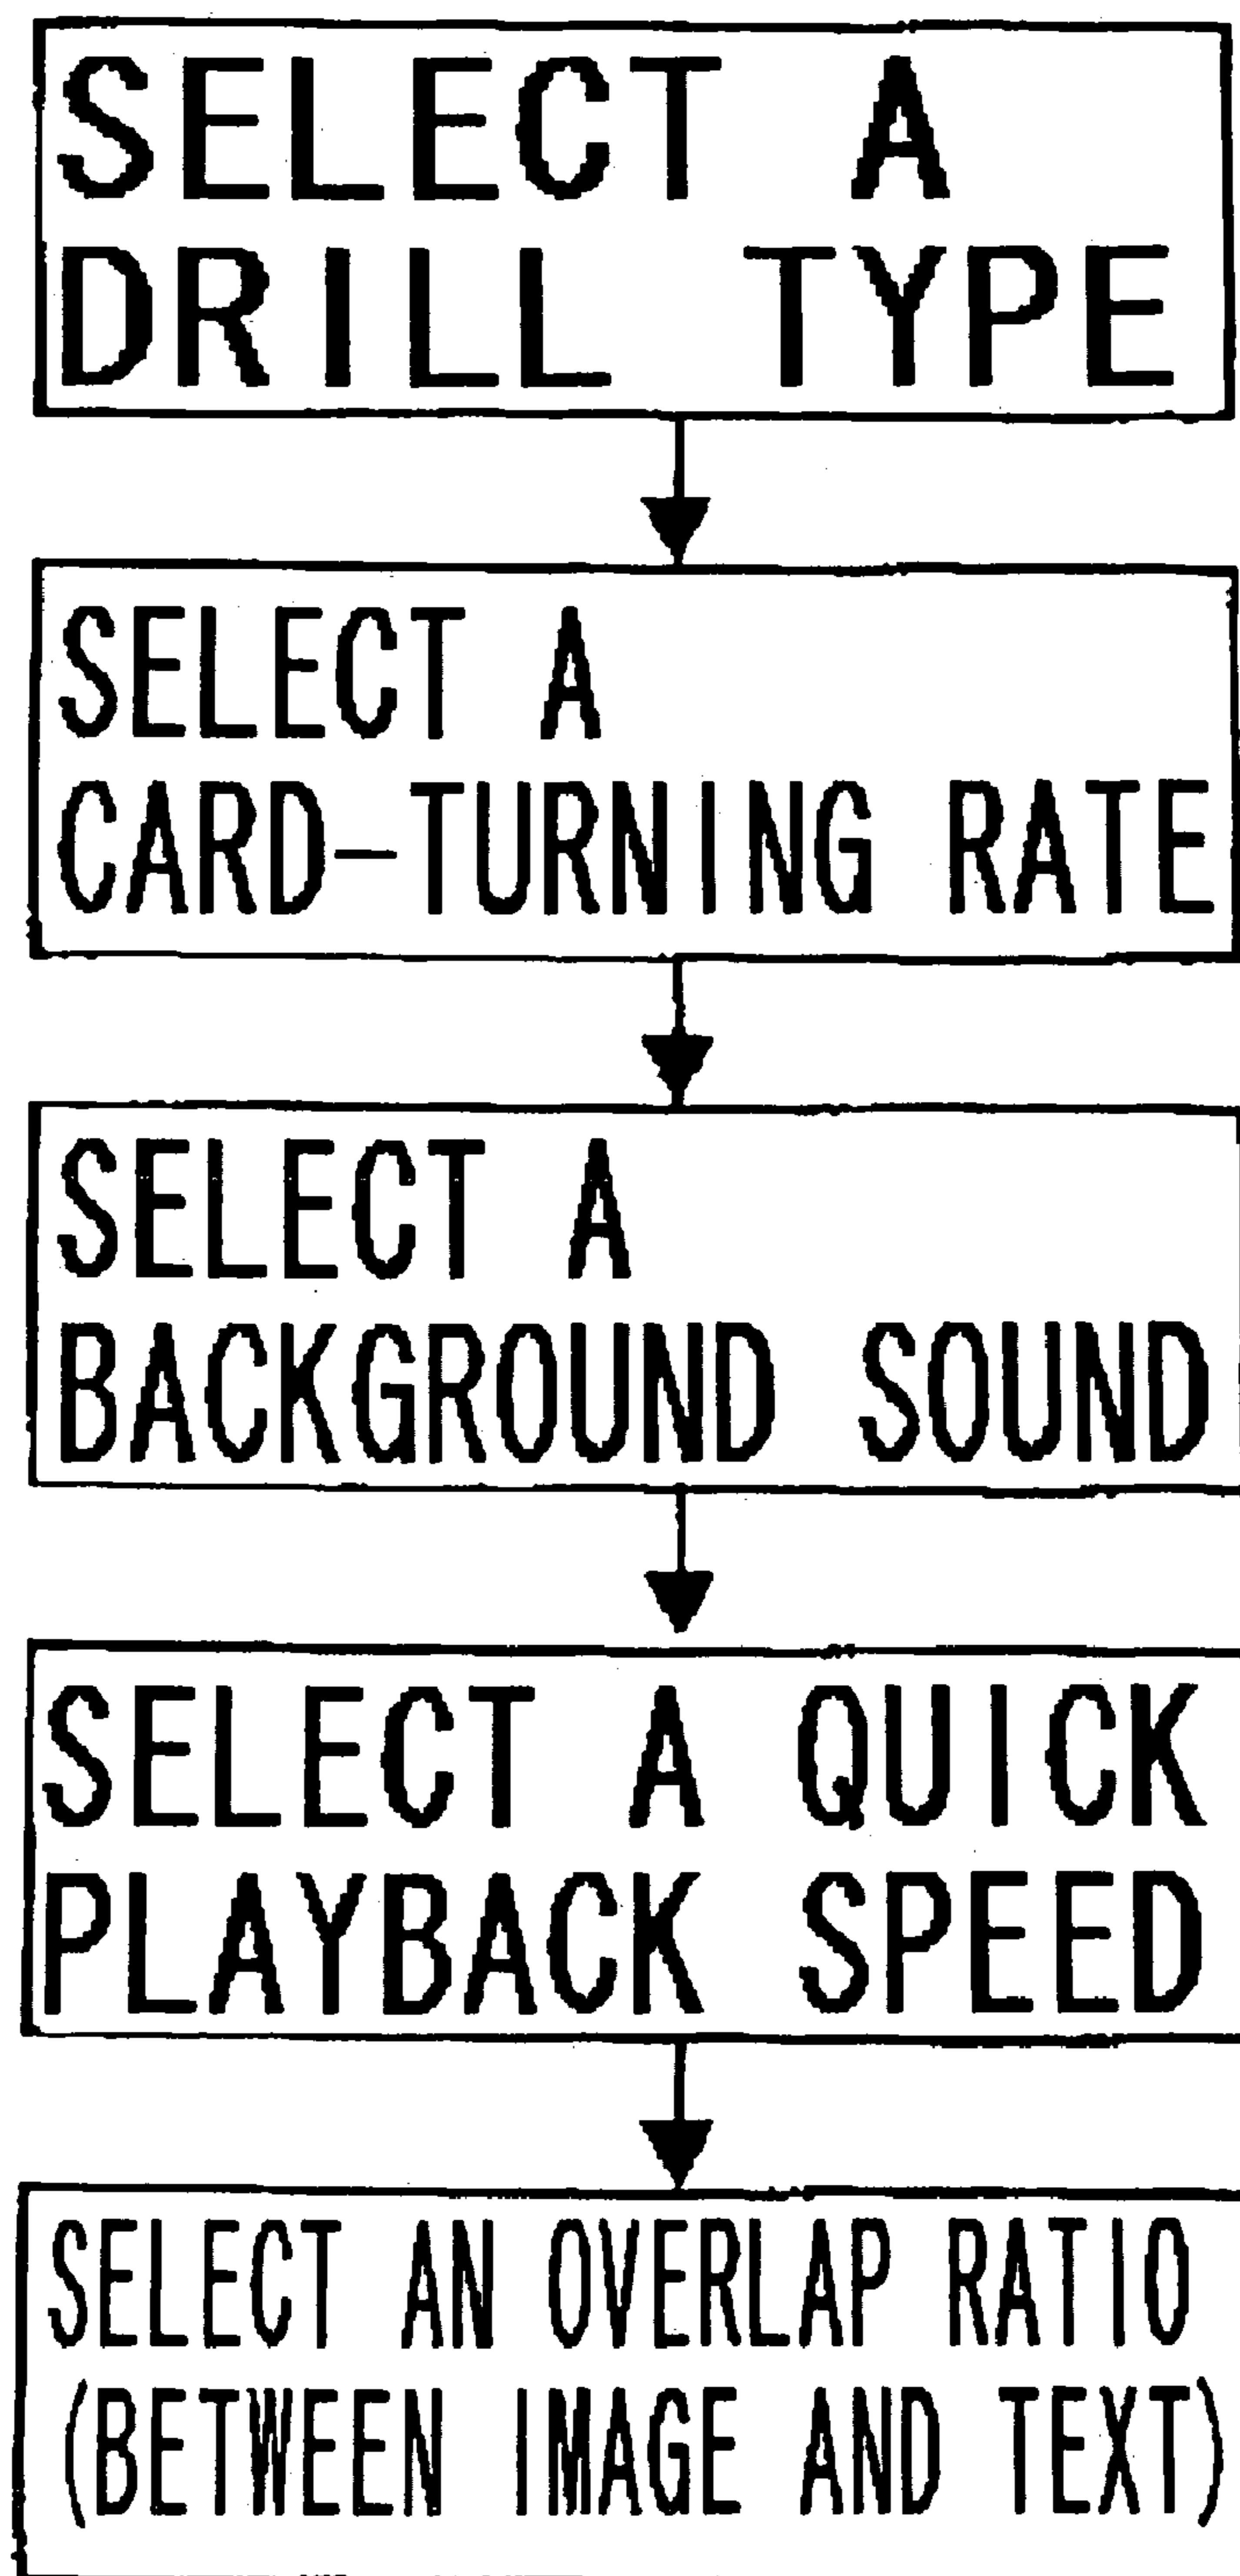 SELECT A
DRILL TYPE
SELECT A
CARD-TURNING RATE
SELECT A
BACKGROUND SOUND
SELECT A QUICK
PLAYBACK SPEED
SELECT AN OVERLAP RATIO
(BETWEEN IMAGE AND TEXT)